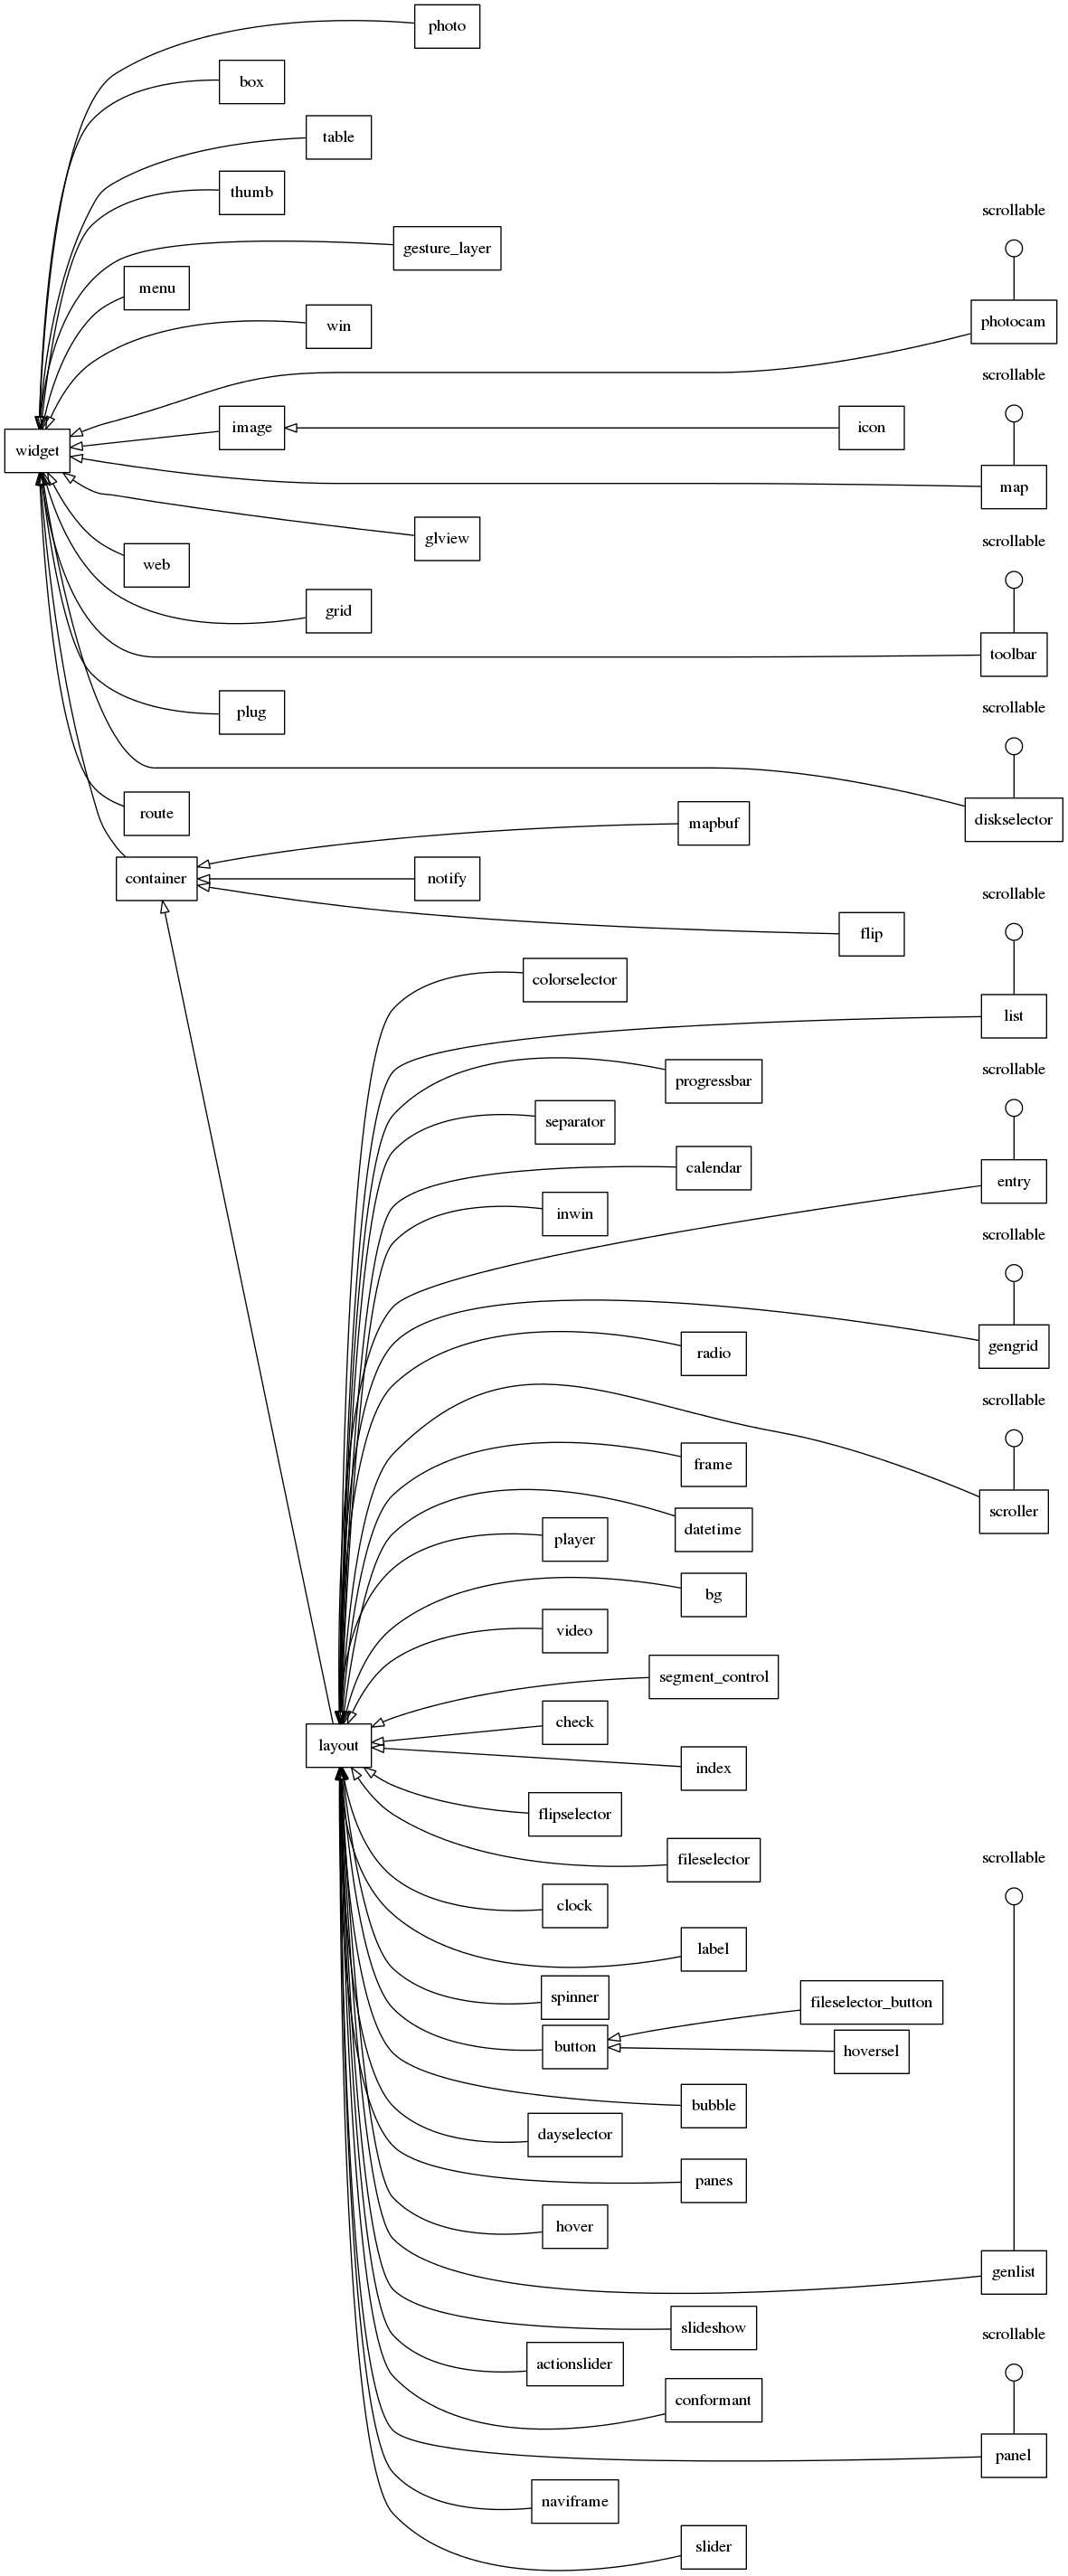 photo
box
table
thumb
scrollable
gesture_layer
menu
photocam
win
scrollable
image
icon
widget
map
glview
scrollable
web
grid
toolbar
scrollable
plug
route
diskselector
mapbuf
container
notify
scrollable
flip
colorselector
list
scrollable
progressbar
separator
calendar
entry
inwin
scrollable
gengrid
radio
scrollable
frame
scroller
datetime
player
bg
video
segment_control
check
layout
index
flipselector
scrollable
fileselector
clock
label
spinner
fileselector_button
button
hoversel
bubble
dayselector
panes
hover
genlist
slideshow
scrollable
actionslider
conformant
panel
naviframe
slider